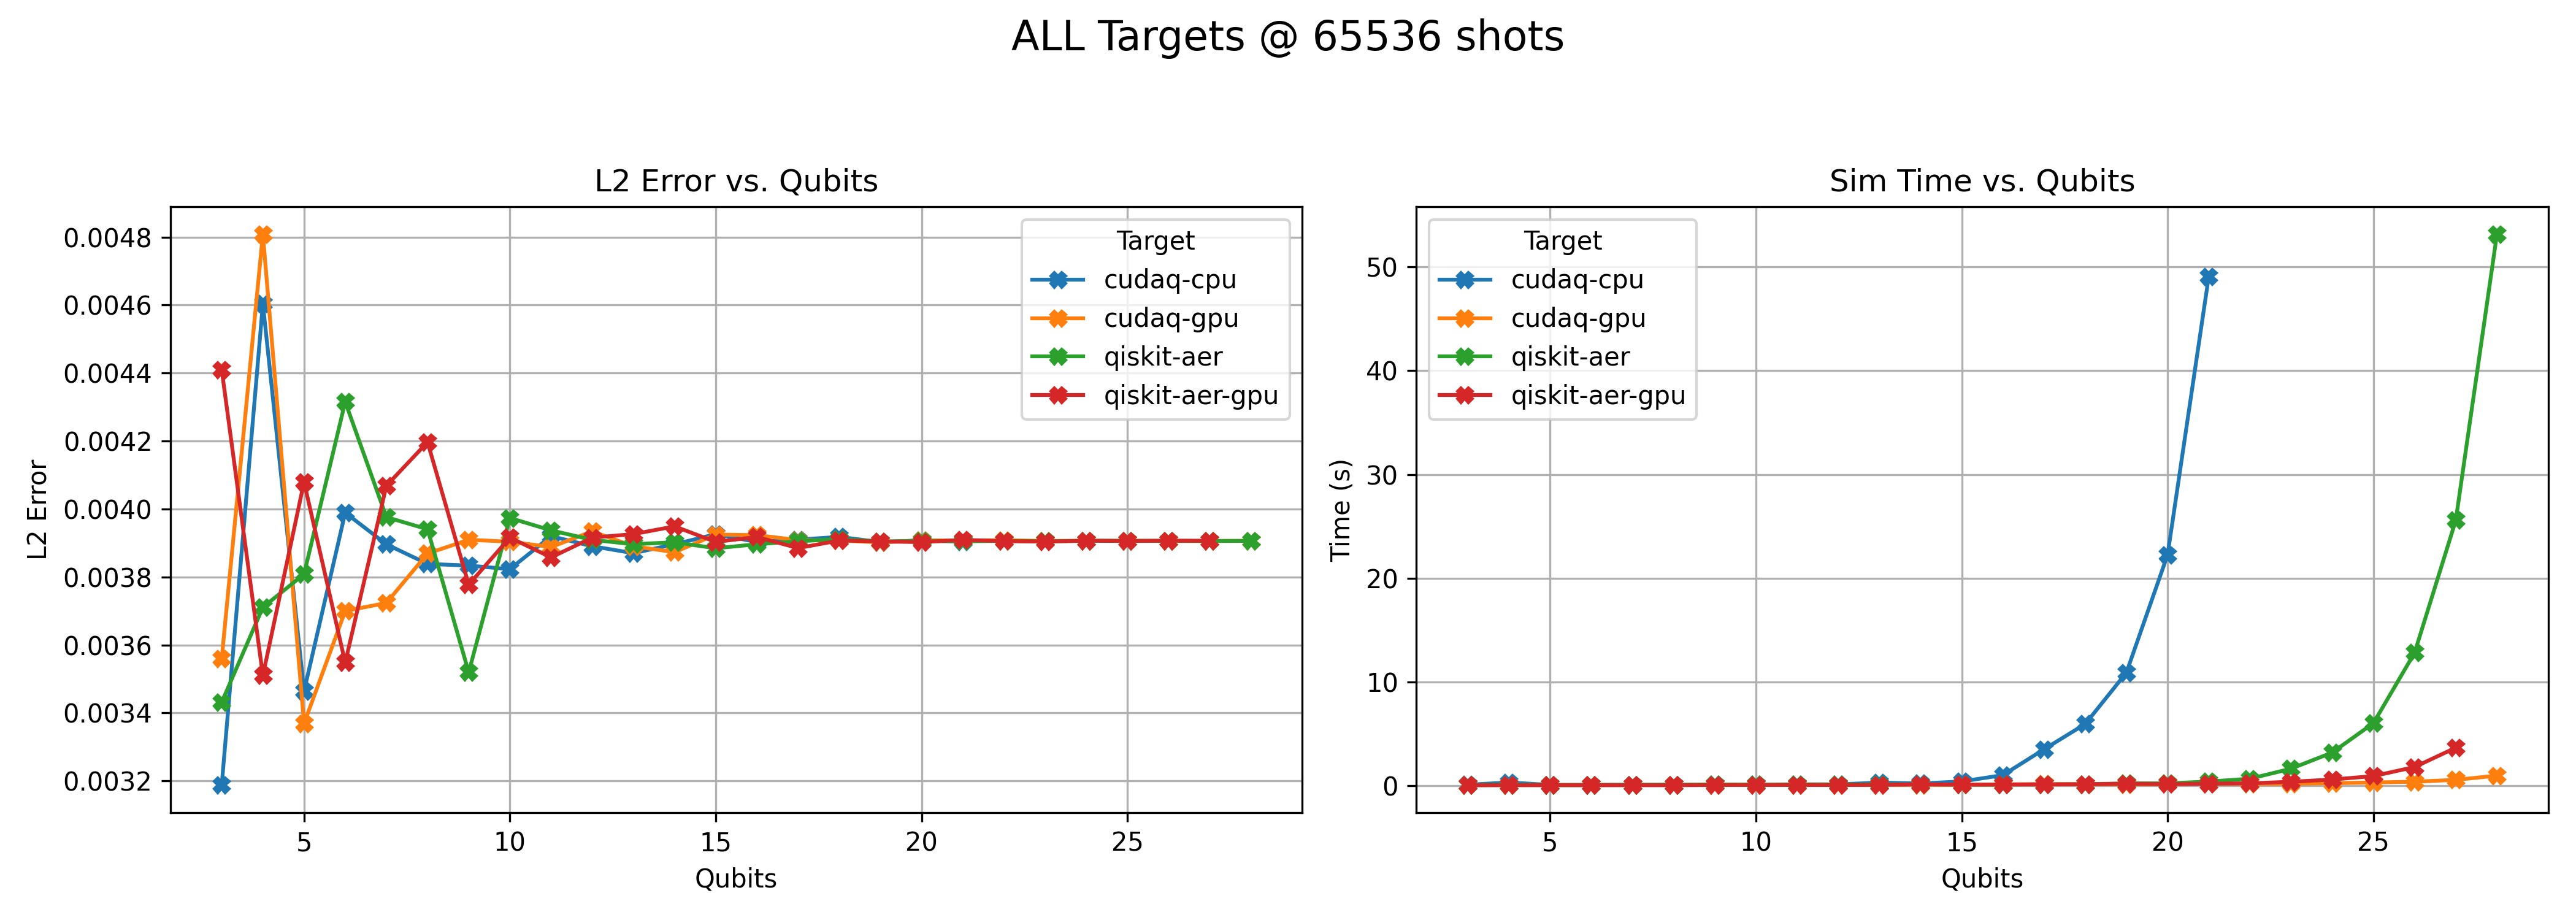 ALL Targets @ 65536 shots
L2 Error vs. Qubits
L2 Error
0.0048
0.0046
0.0044
0.0042
0.0040
0.0038
0.0036
0.0034
0.0032
5
10
15
20
25
Qubits
Target
cudaq-cpu
cudaq-gpu
qiskit-aer
qiskit-aer-gpu
Sim Time vs. Qubits
Time (s)
50
40
30
20
10
0
5
10
15
20
25
Qubits
Target
cudaq-cpu
cudaq-gpu
qiskit-aer
qiskit-aer-gpu